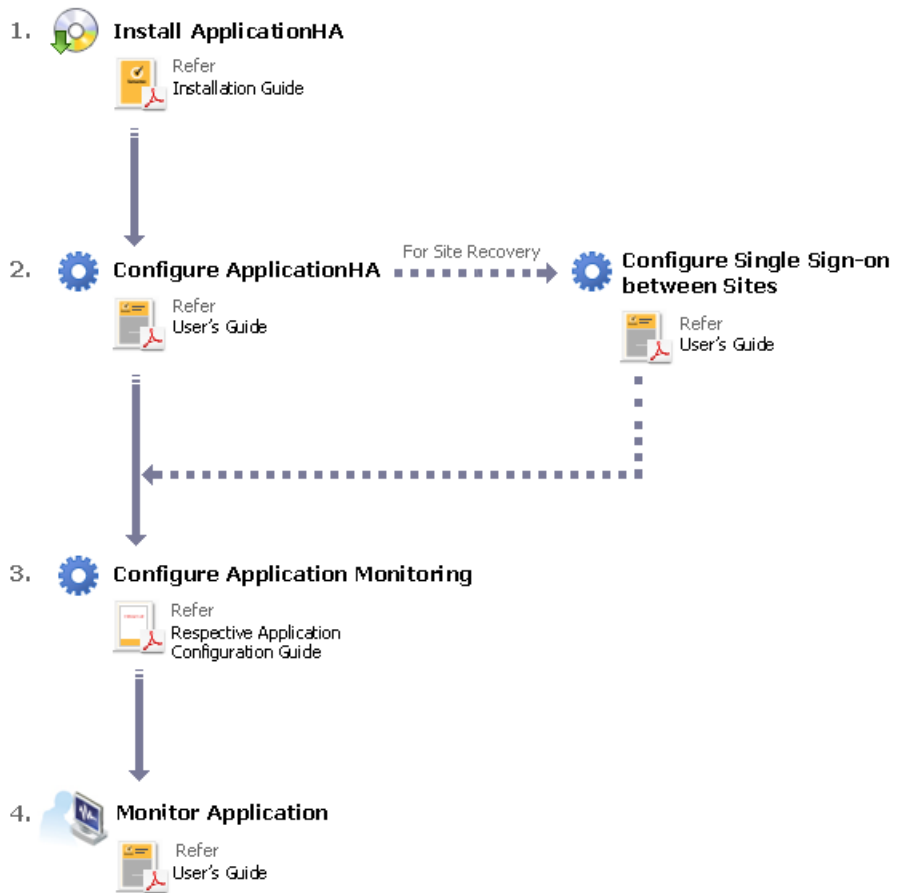 1. Install ApplicationHA
Refer
Installation Guide
2. Configure ApplicationHA
Refer
User's Guide
For Site Recovery
Configure Single Sign-on
between Sites
Refer
User's Guide
3. Configure Application Monitoring
Refer
Respective Application
Configuration Guide
4. Monitor Application
Refer
User's Guide